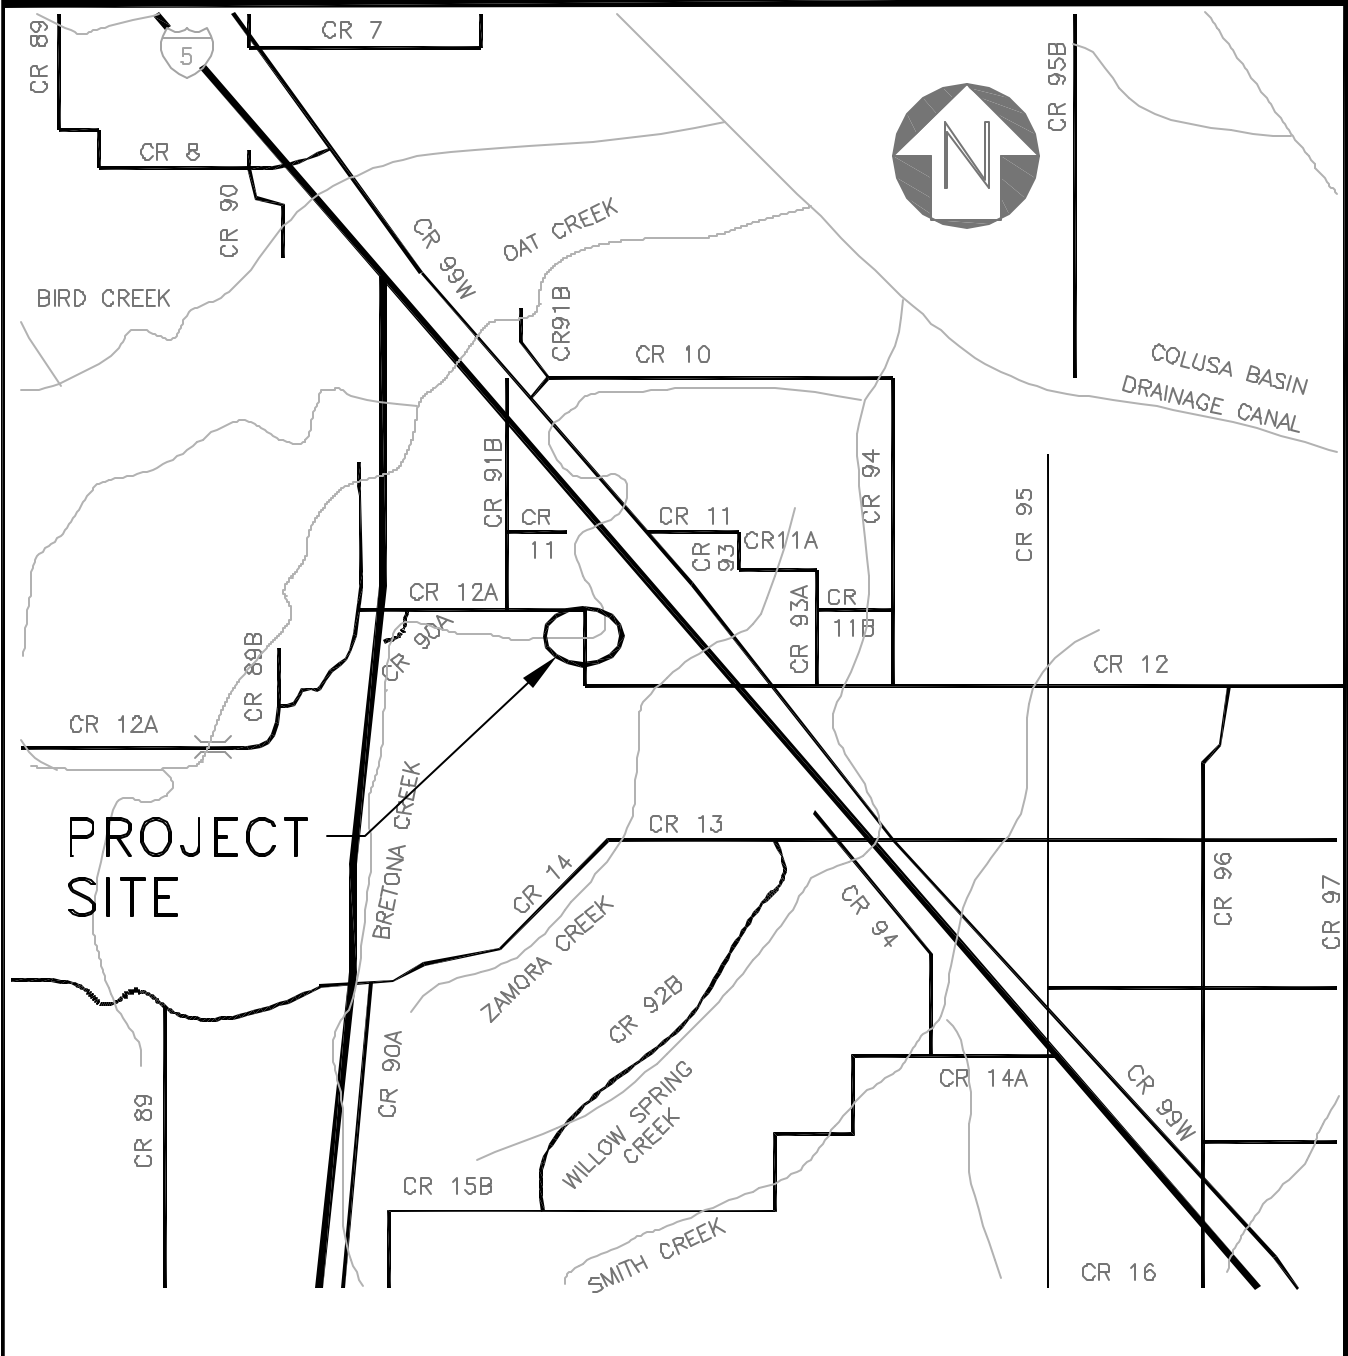 CR 89
5
CR 7
CR 95B
CR 8
CR 90
CR 99W
OAT CREEK
N
BIRD CREEK
CR91B
CR 10
COLUSA BASIN
DRAINAGE CANAL
CR 91B
CR
11
CR 11
CR
93
CR11A
CR 94
CR 95
CR 12A
CR 90A
CR 93A
CR
11B
CR 12
CR 89B
CR 12A
BRETONA CREEK
PROJECT
SITE
CR 13
CR 14
ZAMORA CREEK
CR 94
CR 96
CR 97
CR 92B
CR 90A
CR 89
WILLOW SPRING
CREEK
CR 14A
CR 99W
CR 15B
SMITH CREEK
CR 16